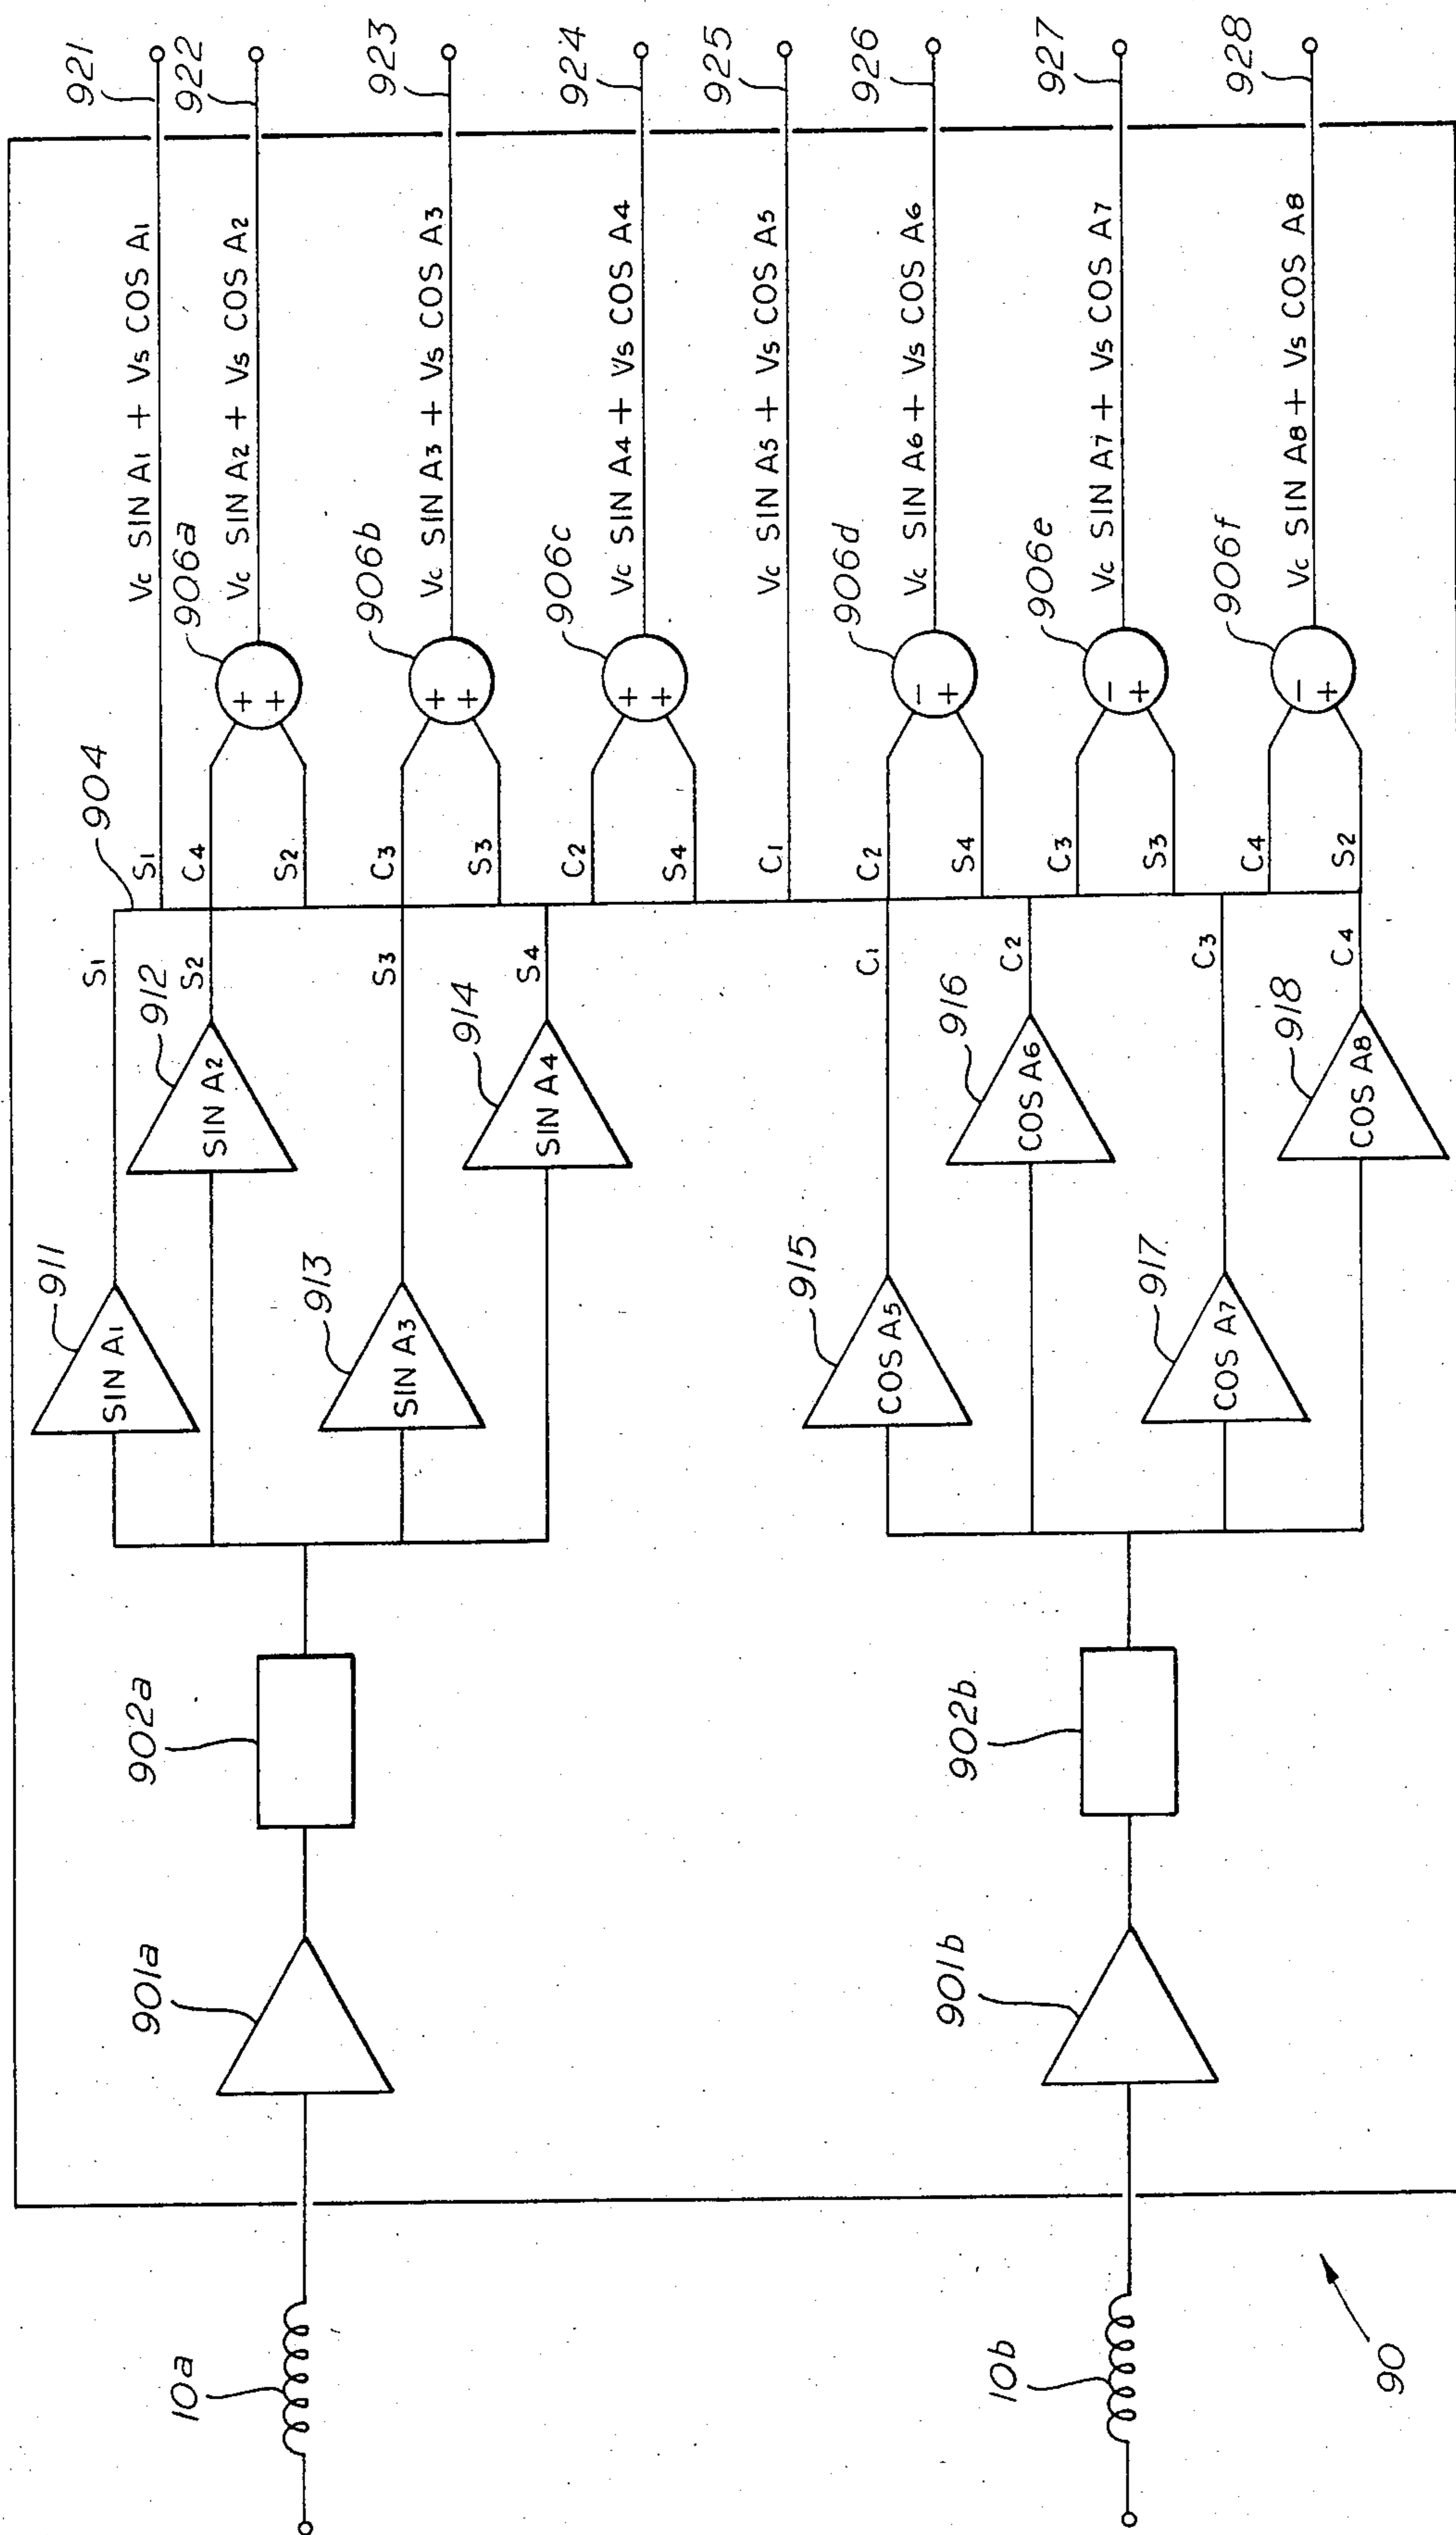 10a
901a
902a
911
SIN A1
S1
912
SIN A2
S2
913
SIN A3
S3
914
SIN A4
S4
10b
901b
902b
915
COS A5
C1
916
COS A6
C2
917
COS A7
C3
918
COS A8
C4
904
S1
Vc SIN A1 + Vs COS A1
921
C4
S2
906a
+
+
Vc SIN A2 + Vs COS A2
922
C3
S3
906b
+
+
Vc SIN A3 + Vs COS A3
923
C2
S4
906c
+
+
Vc SIN A4 + Vs COS A4
924
C1
Vc SIN A5 + Vs COS A5
925
C2
S4
906d
−
+
Vc SIN A6 + Vs COS A6
926
C3
S3
906e
−
+
Vc SIN A7 + Vs COS A7
927
C4
S2
906f
−
+
Vc SIN A8 + Vs COS A8
928
90